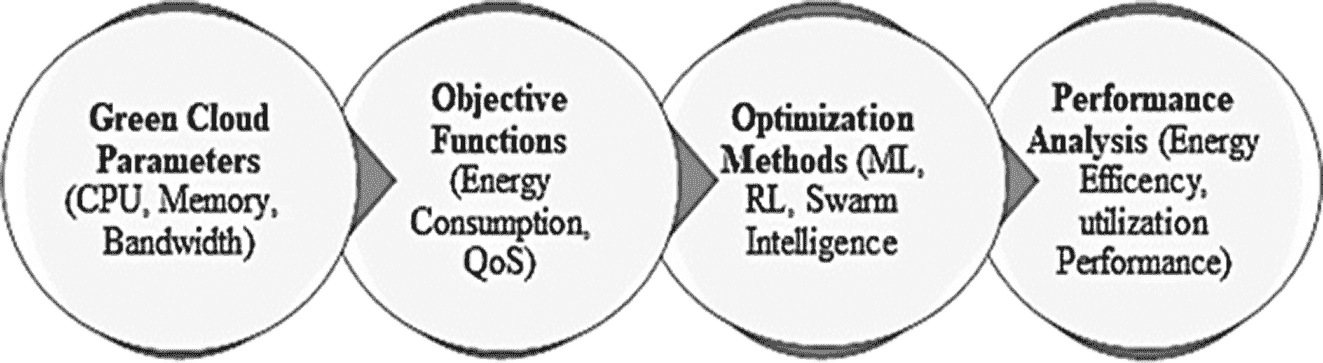 Green Cloud
Parameters
(CPU, Memory,
Bandwidth)
Objective
Functions
(Energy
Consumption,
QoS)
Optimization
Methods (ML,
RL, Swarm
Intelligence
Performance
Analysis (Energy
Efficency,
utilization
Performance)